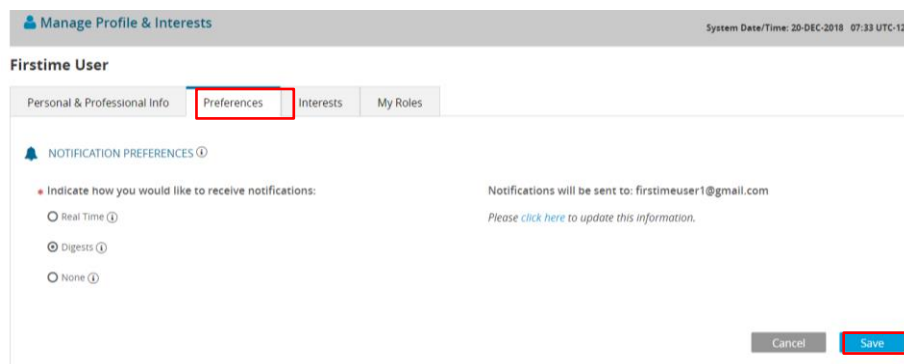 Manage Profile & Interests
System Date/Time: 20-DEC-2018 07:33 UTC-12
Firstime User
Personal & Professional Info Preferences Interests My Roles
NOTIFICATION PREFERENCES
* Indicate how you would like to receive notifications:
Notifications will be sent to: firstimeuser1@gmail.com
Real Time
Please click here to update this information.
Digests
None
Cancel Save